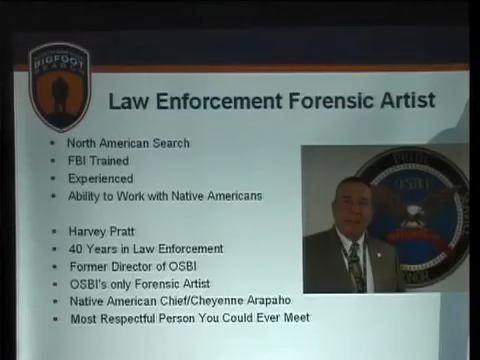 BIGFOOT
SEARCH
Law Enforcement Forensic Artist
North American Search
FBI Trained
Experienced
Ability to Work with Native Americans
OSBI
Harvey Pratt
40 Years in Law Enforcement
Former Director of OSBI
OSBI's only Forensic Artist
Native American Chief/Cheyenne Arapaho
Most Respectful Person You Could Ever Meet